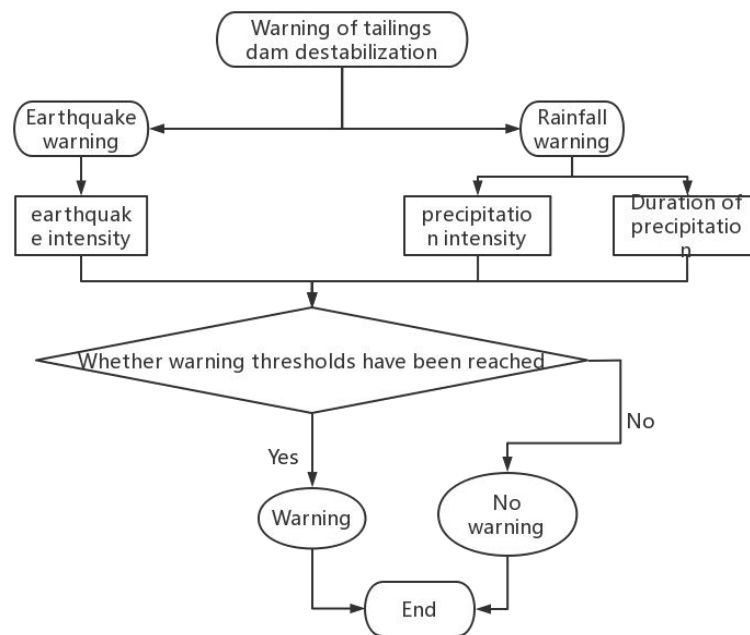 Warning of tailings
dam destabilization
Earthquake
warning
Rainfall
warning
earthquak
e intensity
precipitatio
n intensity
Duration of
precipitatio
n
Whether warning thresholds have been reached
No
Yes
Warning
No
warning
End